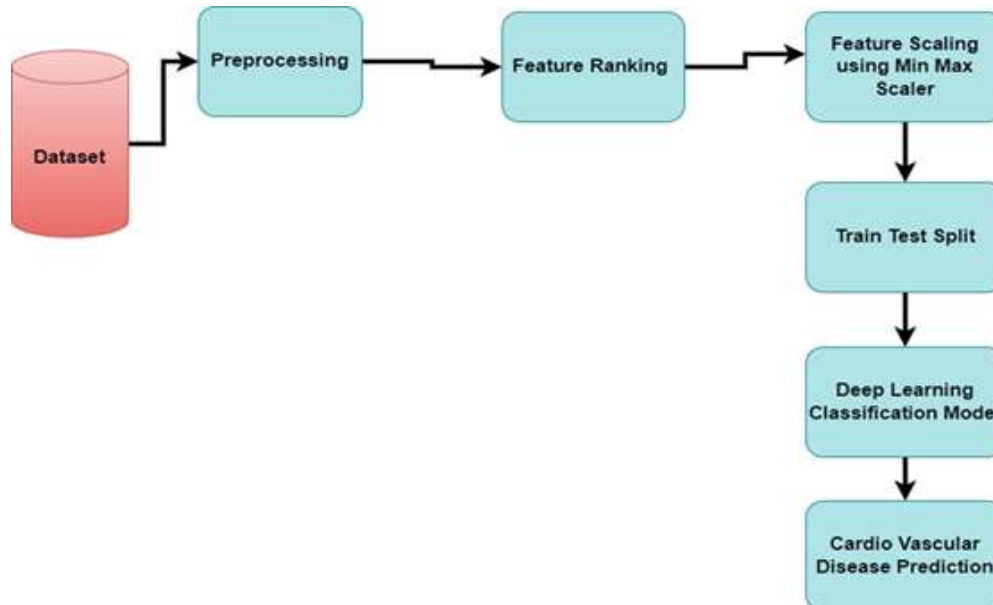 Dataset
Preprocessing
Feature Ranking
Feature Scaling
using Min Max
Scaler
Train Test Split
Deep Learning
Classification Mode
Cardio Vascular
Disease Prediction